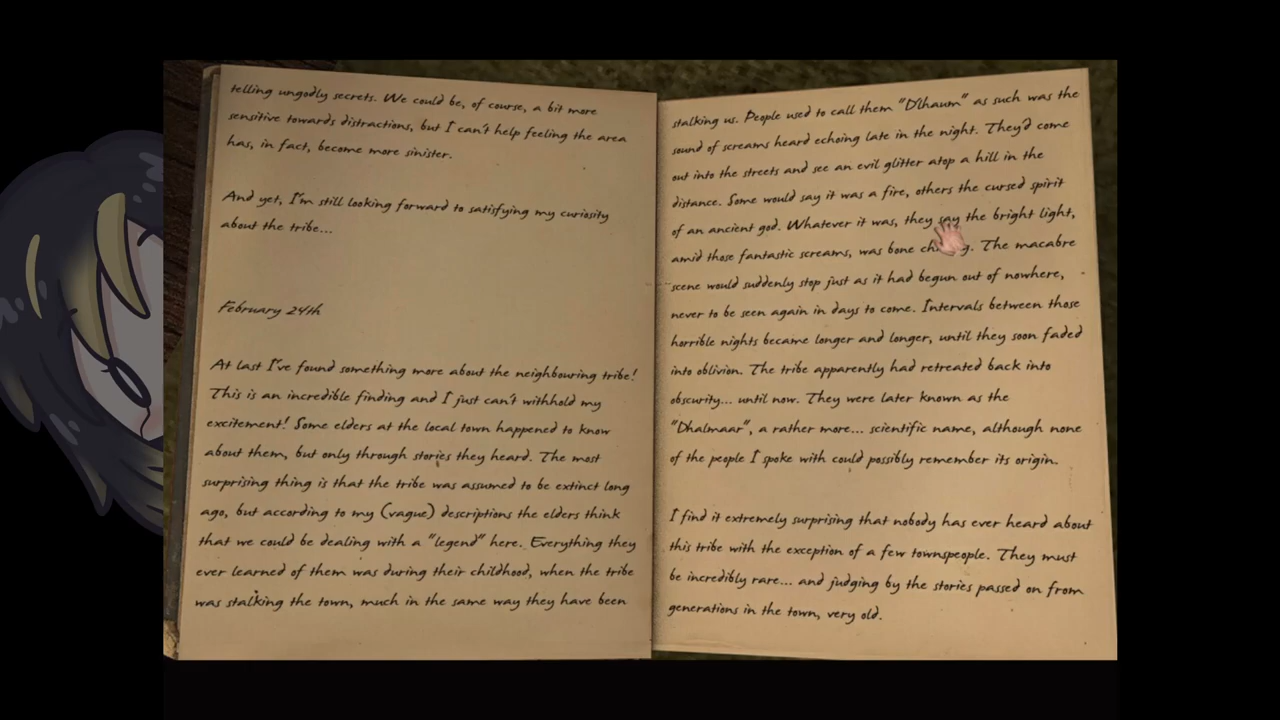 telling ungodly secrets. We could be, of course, a bit more
sensitive towards distractions, but I can't help feeling the area
has, in fact, become more sinister.
And yet, I'm still looking forward to satisfying my curiosity
about the tribe...
February 24th
At last I've found something more about the neighbouring tribe!
This is an incredible finding and I just can't withhold my
excitement! Some elders at the local town happened to know
about them, but only through stories they heard. The most
surprising thing is that the tribe was assumed to be extinct long
ago, but according to my (vague) descriptions the elders think
that we could be dealing with a "legend" here. Everything they
ever learned of them was during their childhood, when the tribe
was stalking the town, much in the same way they have been
stalking us. People used to call them "Dlhaum" as such was the
sound of screams heard echoing late in the night. They'd come
out into the streets and see an evil glitter atop a hill in the
distance. Some would say it was a fire, others the cursed spirit
of an ancient god. Whatever it was, they say the bright light,
amid those fantastic screams, was bone The macabre
scene would suddenly stop just as it had begun out of nowhere,
never to be seen again in days to come. Intervals between those
horrible nights became longer and longer, until they soon faded
into oblivion. The tribe apparently had retreated back into
obscurity... until now. They were later known as the
"Dhalmaar", a rather more... scientific name, although none
of the people I spoke with could possibly remember its origin.
I find it extremely surprising that nobody has ever heard about
this tribe with the exception of a few townspeople. They must
be incredibly rare... and judging by the stories passed on from
generations in the town, very old.